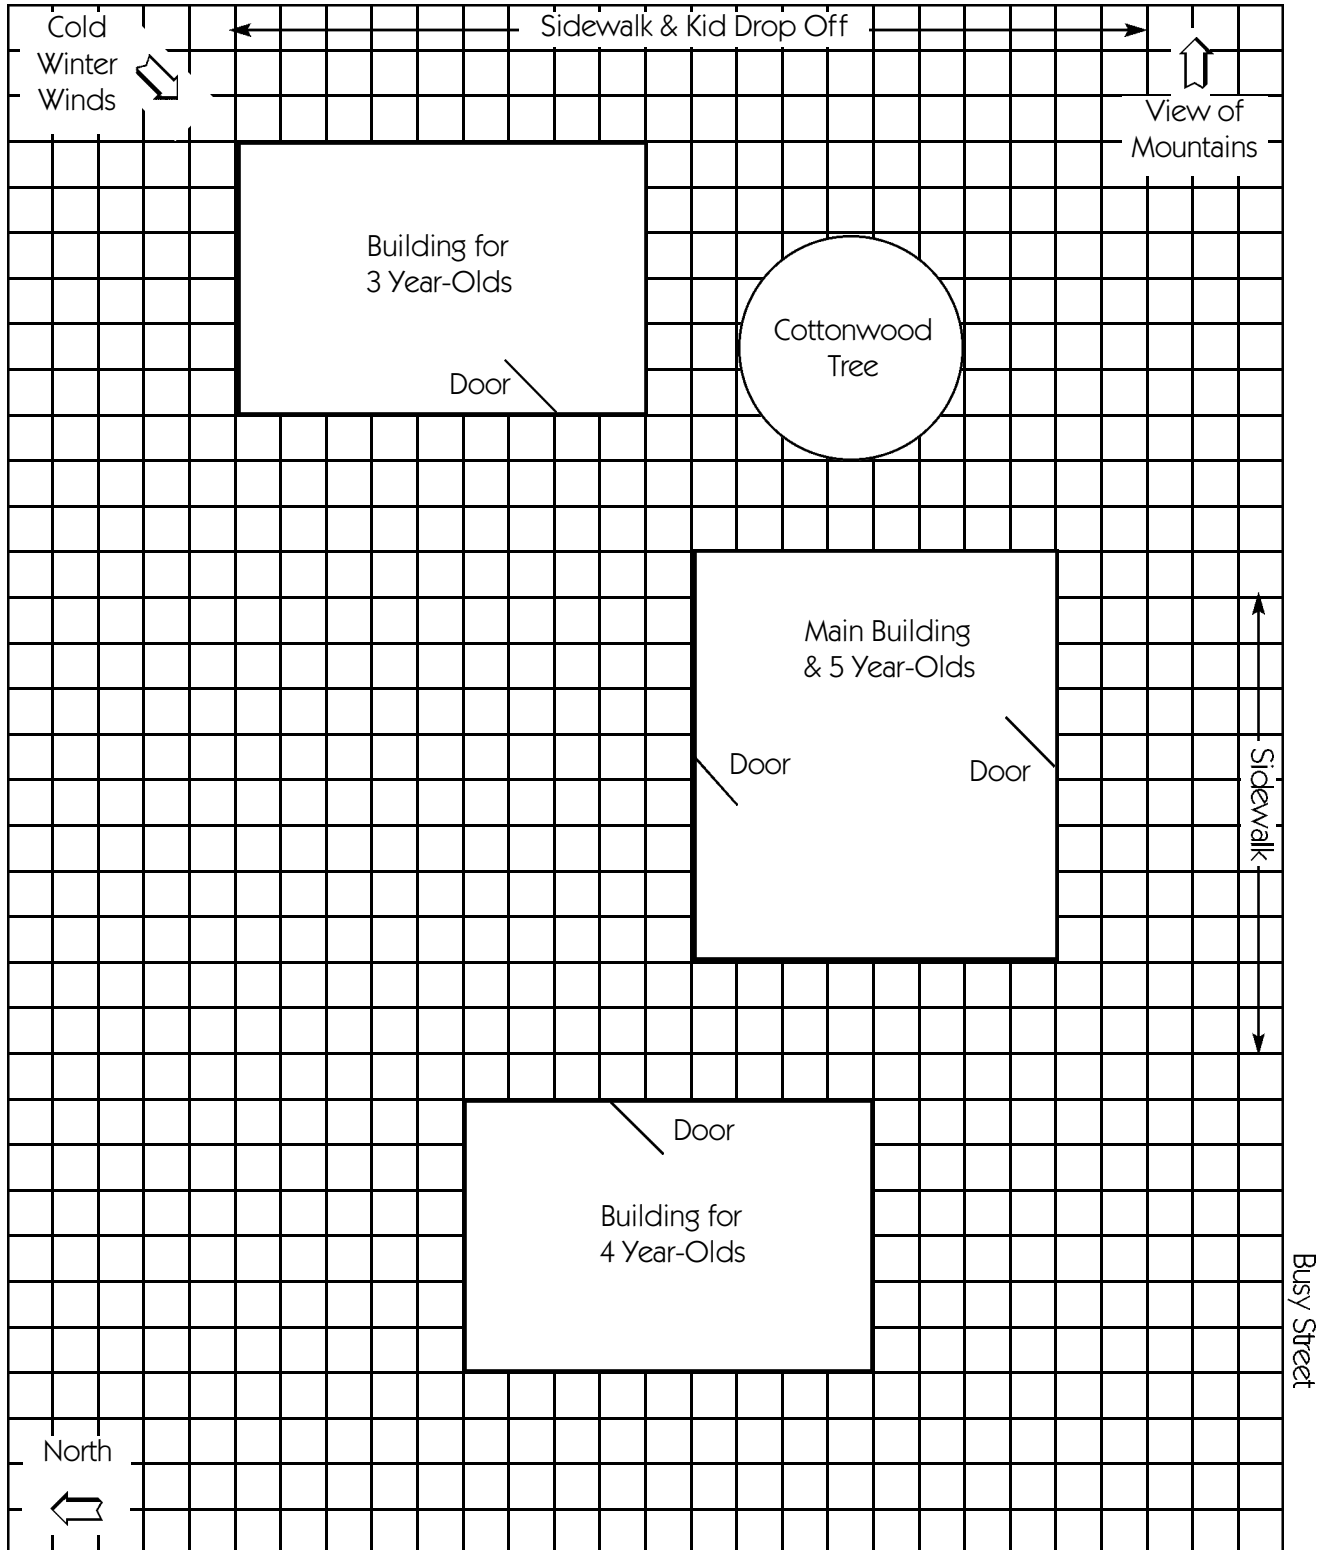 Cold
Winter
Winds
Sidewalk & Kid Drop Off
View of
Mountains
Building for
3 Year-Olds
Door
Cottonwood
Tree
Main Building
& 5 Year-Olds
Door
Door
Sidewalk
Door
Building for
4 Year-Olds
Busy Street
North